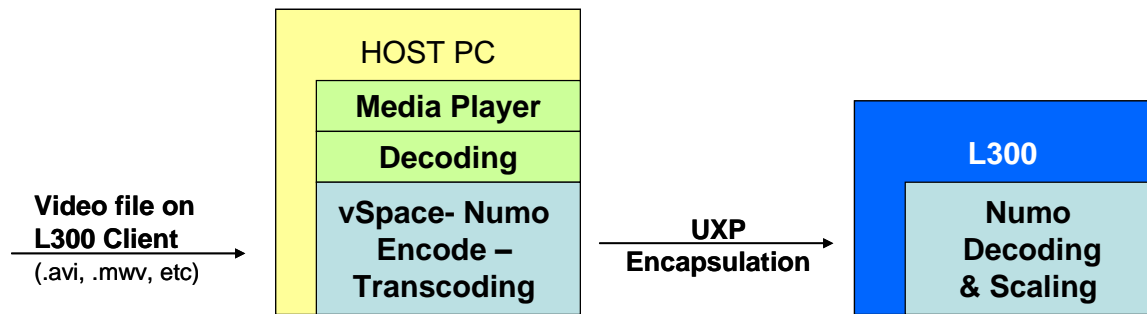 Video file on
L300 Client
(.avi, .mwv, etc)
HOST PC
Media Player
Decoding
vSpace- Numo
Encode –
Transcoding
UXP
Encapsulation
L300
Numo
Decoding
& Scaling